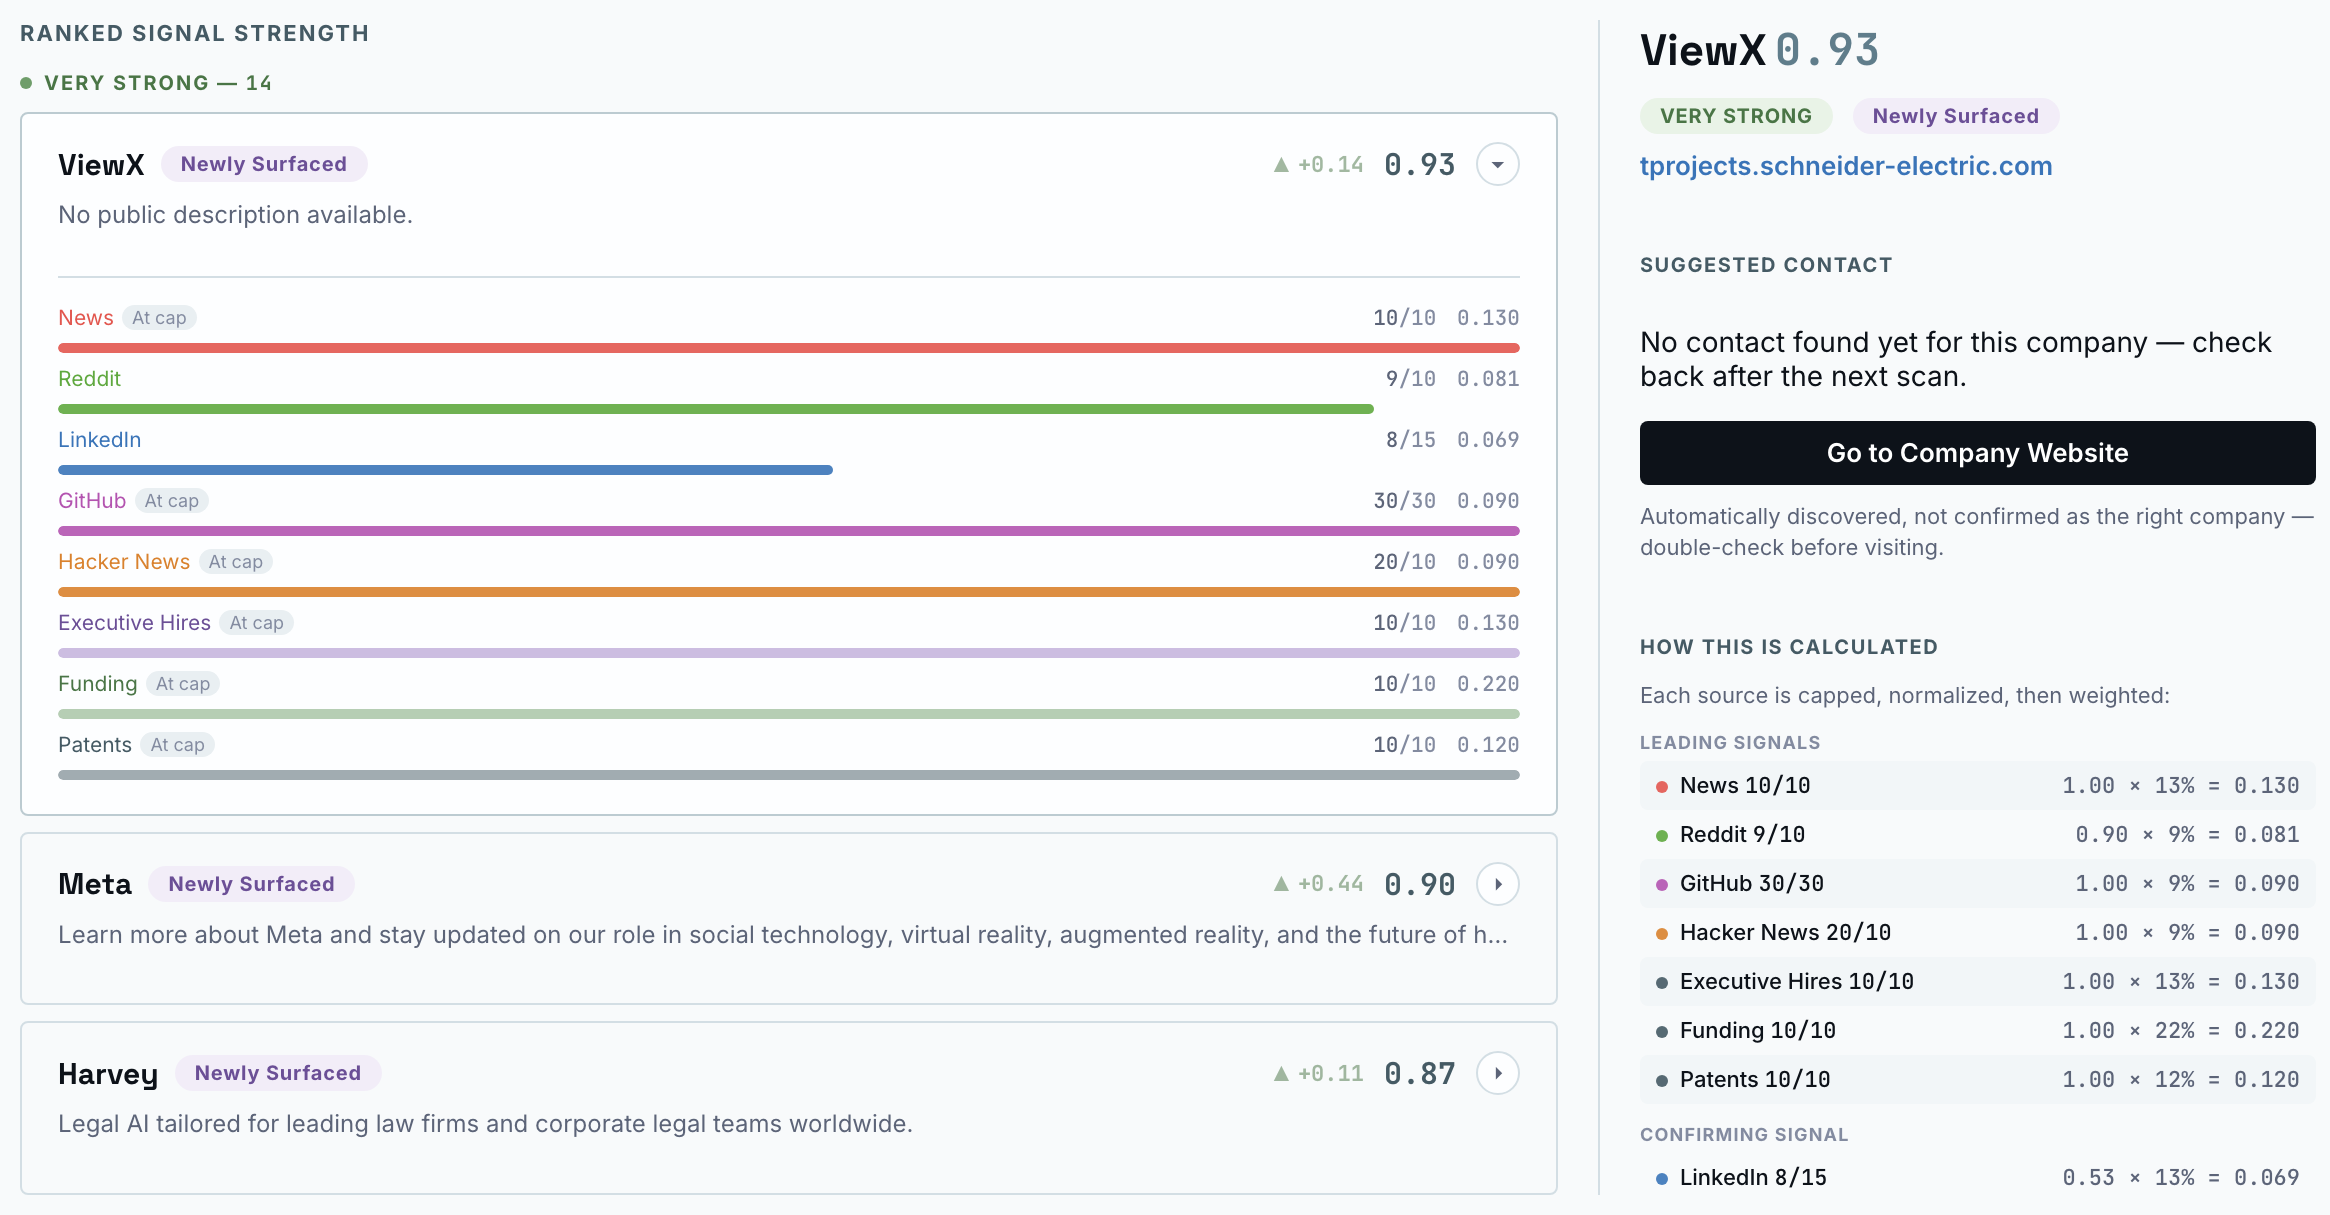 RANKED SIGNAL STRENGTH
VERY STRONG — 14
ViewX Newly Surfaced ▲ +0.14 0.93
No public description available.
News At cap 10/10 0.130
Reddit 9/10 0.081
LinkedIn 8/15 0.069
GitHub At cap 30/30 0.090
Hacker News At cap 20/10 0.090
Executive Hires At cap 10/10 0.130
Funding At cap 10/10 0.220
Patents At cap 10/10 0.120
Meta Newly Surfaced ▲ +0.44 0.90
Learn more about Meta and stay updated on our role in social technology, virtual reality, augmented reality, and the future of h...
Harvey Newly Surfaced ▲ +0.11 0.87
Legal AI tailored for leading law firms and corporate legal teams worldwide.
ViewX 0.93
VERY STRONG Newly Surfaced
tprojects.schneider-electric.com
SUGGESTED CONTACT
No contact found yet for this company — check
back after the next scan.
Go to Company Website
Automatically discovered, not confirmed as the right company —
double-check before visiting.
HOW THIS IS CALCULATED
Each source is capped, normalized, then weighted:
LEADING SIGNALS
News 10/10 1.00 × 13% = 0.130
Reddit 9/10 0.90 × 9% = 0.081
GitHub 30/30 1.00 × 9% = 0.090
Hacker News 20/10 1.00 × 9% = 0.090
Executive Hires 10/10 1.00 × 13% = 0.130
Funding 10/10 1.00 × 22% = 0.220
Patents 10/10 1.00 × 12% = 0.120
CONFIRMING SIGNAL
LinkedIn 8/15 0.53 × 13% = 0.069